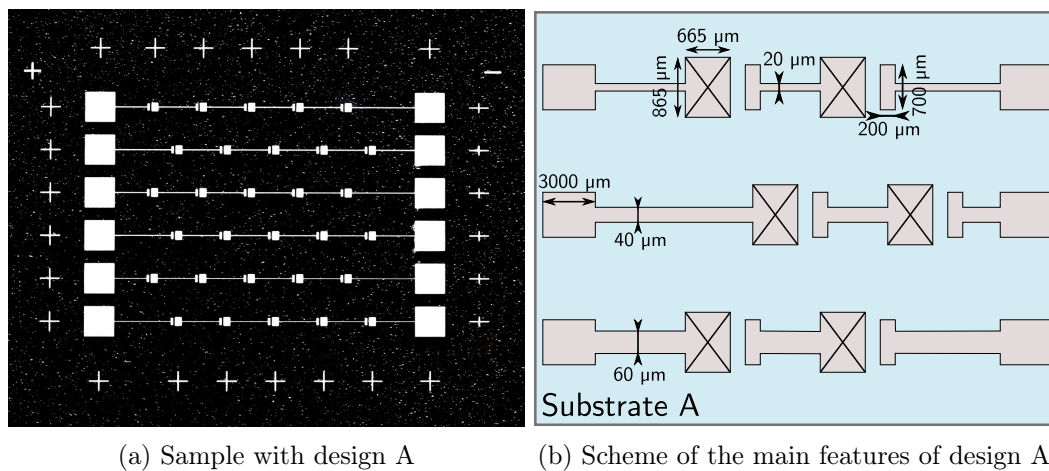 665 µm
20 µm
865 µm
700 µm
200 µm
3000 µm
40 µm
60 µm
Substrate A
(a) Sample with design A
(b) Scheme of the main features of design A